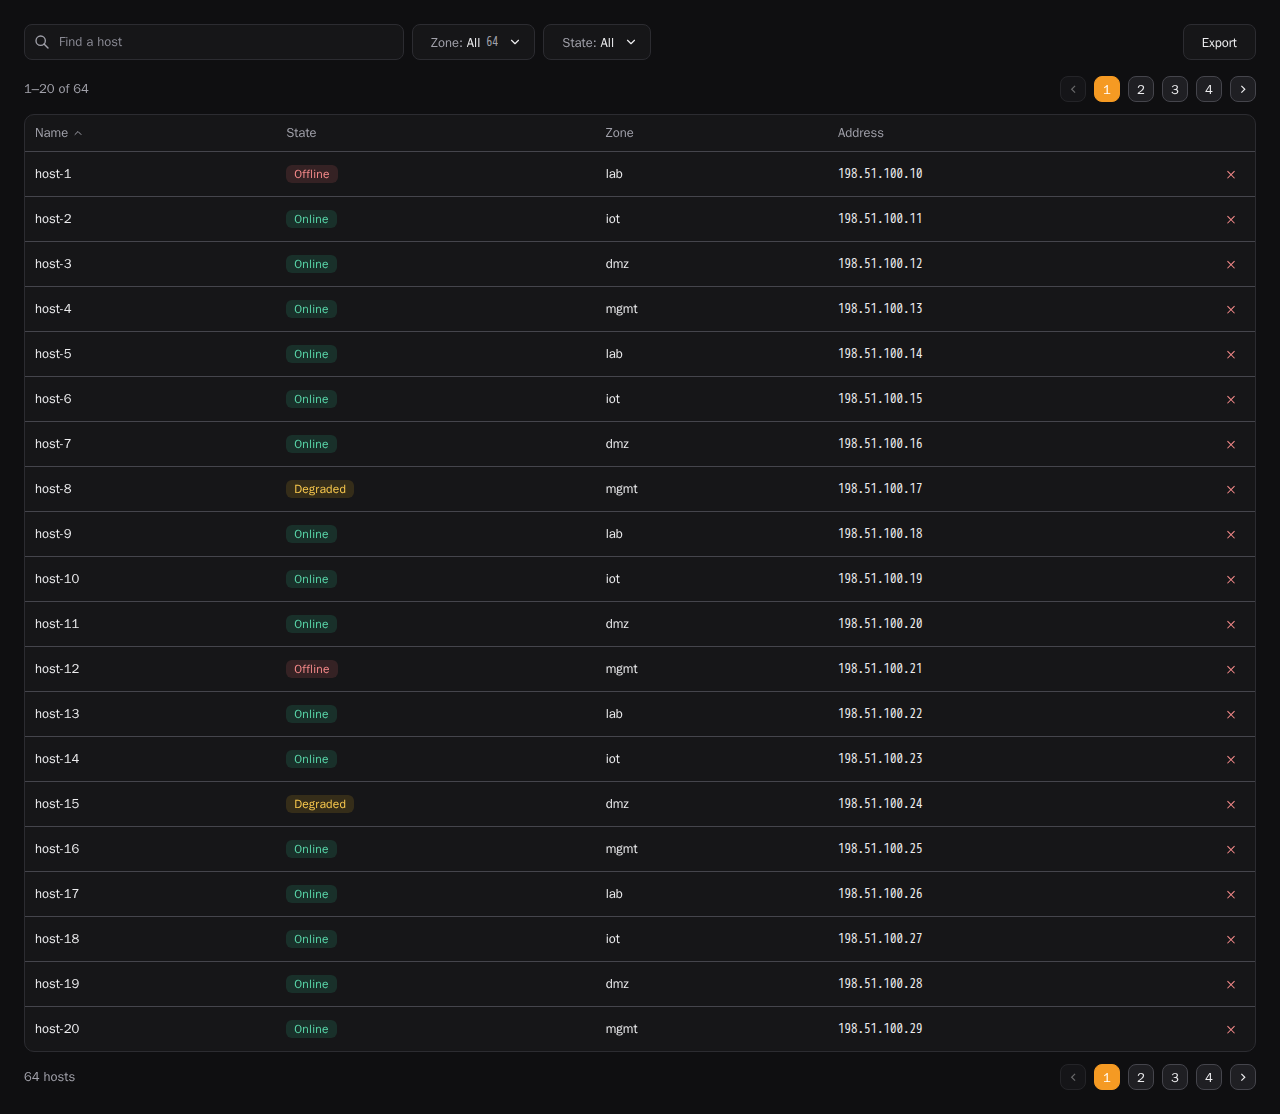 Find a host Zone: All 64 State: All Export
1–20 of 64 1 2 3 4
Name State Zone Address
host-1 Offline lab 198.51.100.10
host-2 Online iot 198.51.100.11
host-3 Online dmz 198.51.100.12
host-4 Online mgmt 198.51.100.13
host-5 Online lab 198.51.100.14
host-6 Online iot 198.51.100.15
host-7 Online dmz 198.51.100.16
host-8 Degraded mgmt 198.51.100.17
host-9 Online lab 198.51.100.18
host-10 Online iot 198.51.100.19
host-11 Online dmz 198.51.100.20
host-12 Offline mgmt 198.51.100.21
host-13 Online lab 198.51.100.22
host-14 Online iot 198.51.100.23
host-15 Degraded dmz 198.51.100.24
host-16 Online mgmt 198.51.100.25
host-17 Online lab 198.51.100.26
host-18 Online iot 198.51.100.27
host-19 Online dmz 198.51.100.28
host-20 Online mgmt 198.51.100.29
64 hosts 1 2 3 4